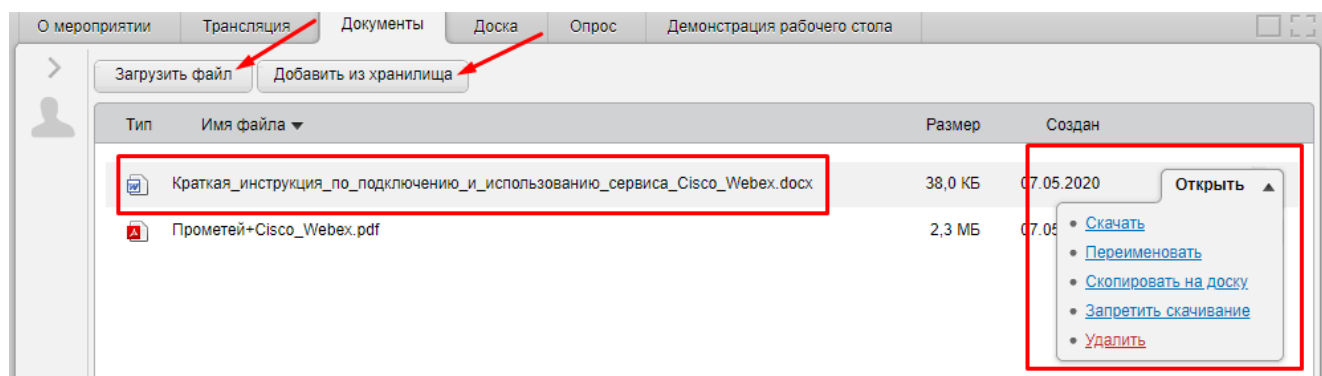 О мероприятии Трансляция Документы Доска Опрос Демонстрация рабочего стола
Загрузить файл Добавить из хранилища
Тип Имя файла Размер Создан
Краткая_инструкция_по_подключению_и_использованию_сервиса_Cisco_Webex.docx 38,0 КБ 07.05.2020 Открыть
Прометей+Cisco_Webex.pdf 2,3 МБ 07.05
Скачать
Переименовать
Скопировать на доску
Запретить скачивание
Удалить